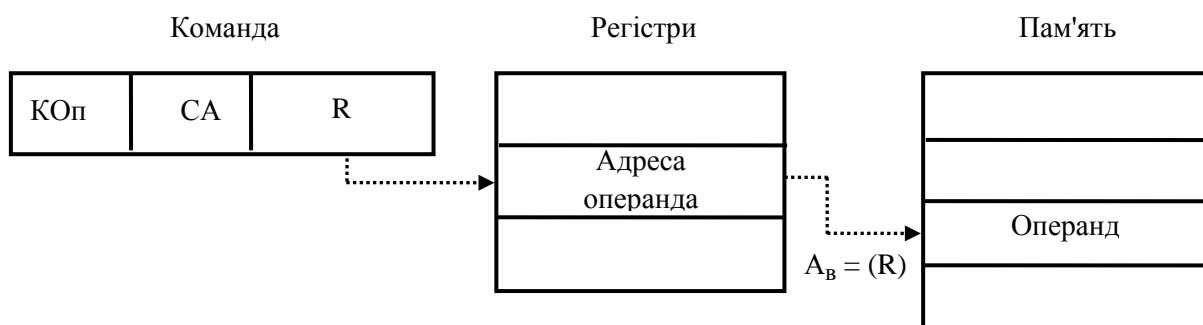 Команда Регістри Пам'ять
КОп СА R
Адреса
операнда
Операнд
Aв = (R)